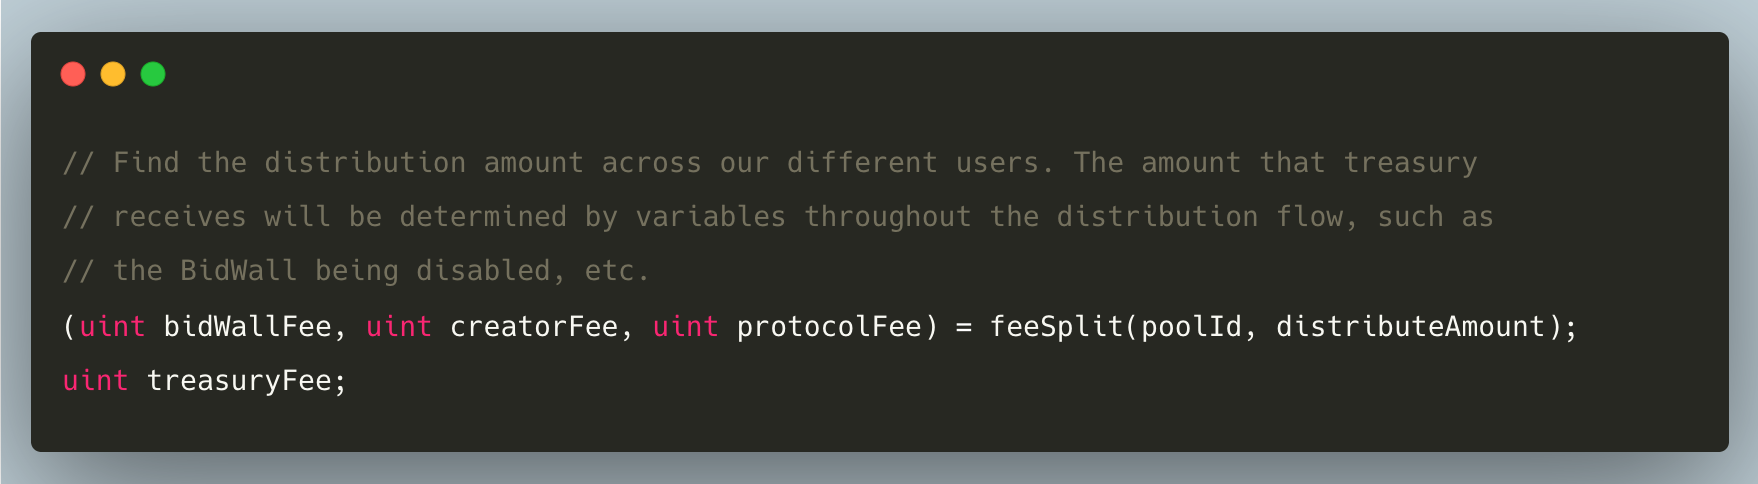 // Find the distribution amount across our different users. The amount that treasury
// receives will be determined by variables throughout the distribution flow, such as
// the BidWall being disabled, etc.
(uint bidWallFee, uint creatorFee, uint protocolFee) = feeSplit(poolId, distributeAmount);
uint treasuryFee;